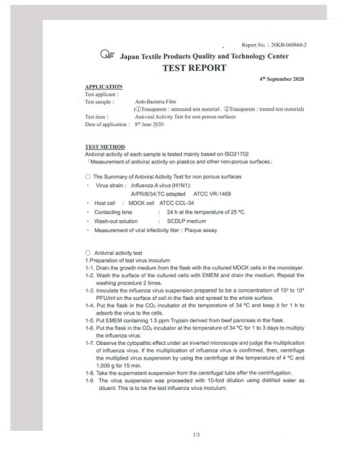 Report No. : 20KB-060860-2
Japan Textile Products Quality and Technology Center
TEST REPORT
4th September 2020
APPLICATION
Test applicant :
Test sample : Anti-Bacteria Film
(①Transparent : untreated test material、②Transparent : treated test material)
Test item : Antiviral Activity Test for non porous surfaces
Date of application : 8th June 2020
TEST METHOD
Antiviral activity of each sample is tested mainly based on ISO21702
「Measurement of antiviral activity on plastics and other non-porous surfaces」
○ The Summary of Antiviral Activity Test for non porous surfaces
・ Virus strain : Influenza A virus (H1N1):
A/PR/8/34;TC adapted ATCC VR-1469
・ Host cell : MDCK cell ATCC CCL-34
・ Contacting time : 24 h at the temperature of 25 ℃
・ Wash-out solution : SCDLP medium
・ Measurement of viral infectivity titer : Plaque assay
○ Antiviral activity test
1.Preparation of test virus inoculum
1-1. Drain the growth medium from the flask with the cultured MDCK cells in the monolayer.
1-2. Wash the surface of the cultured cells with EMEM and drain the medium. Repeat the
washing procedure 2 times.
1-3. Inoculate the influenza virus suspension prepared to be a concentration of to
PFU/ml on the surface of cell in the flask and spread to the whole surface.
1-4. Put the flask in the CO₂ incubator at the temperature of 34 ℃ and keep it for 1 h to
adsorb the virus to the cells.
1-5. Put EMEM containing 1.5 ppm Trypsin derived from beef pancreas in the flask.
1-6. Put the flask in the CO₂ incubator at the temperature of 34 ℃ for 1 to 3 days to multiply
the influenza virus.
1-7. Observe the cytopathic effect under an inverted microscope and judge the multiplication
of influenza virus. If the multiplication of influenza virus is confirmed, then, centrifuge
the multiplied virus suspension by using the centrifuge at the temperature of 4 ℃ and
1,000 g for 15 min.
1-8. Take the supernatant suspension from the centrifugal tube after the centrifugation.
1-9. The virus suspension was proceeded with 10-fold dilution using distilled water as
diluent. This is to be the test influenza virus inoculum.
1/3